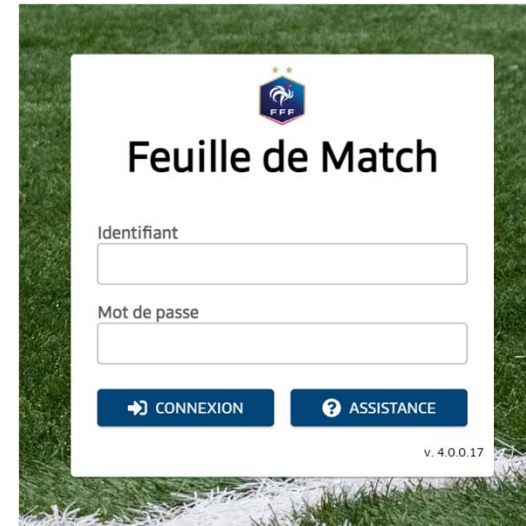 FFF
Feuille de Match
Identifiant
Mot de passe
CONNEXION
ASSISTANCE
v. 4.0.0.17